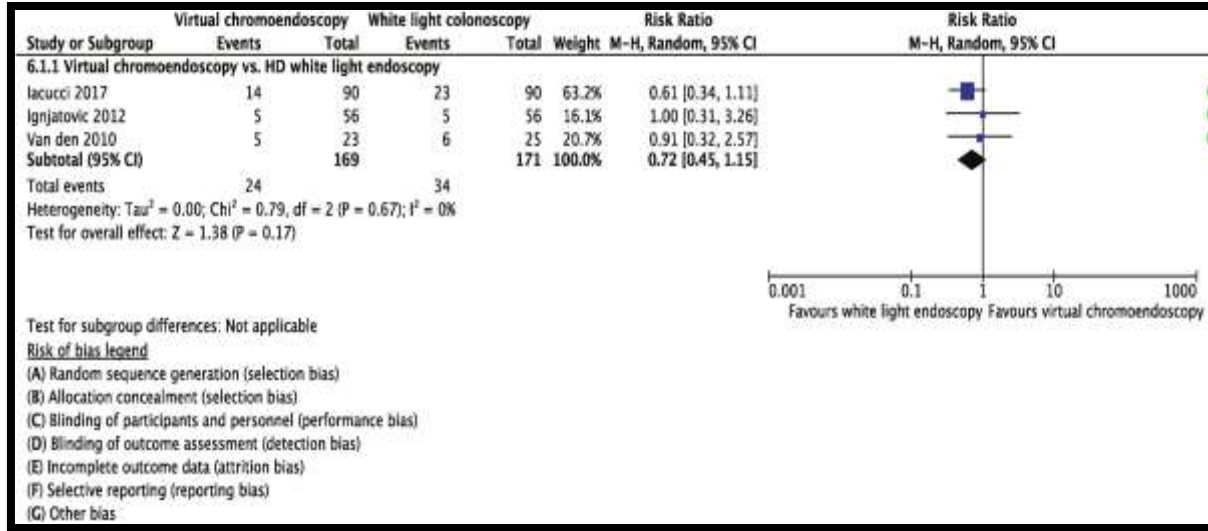 Virtual chromoendoscopy White light colonoscopy Risk Ratio Risk Ratio
Study or Subgroup Events Total Events Total Weight M-H, Random, 95% CI M-H, Random, 95% CI
6.1.1 Virtual chromoendoscopy vs. HD white light endoscopy
Iacucci 2017 14 90 23 90 63.2% 0.61 [0.34, 1.11]
Ignjatovic 2012 5 56 5 56 16.1% 1.00 [0.31, 3.26]
Van den 2010 5 23 6 25 20.7% 0.91 [0.32, 2.57]
Subtotal (95% CI) 169 171 100.0% 0.72 [0.45, 1.15]
Total events 24 34
Heterogeneity: Tau² = 0.00; Chi² = 0.79, df = 2 (P = 0.67); I² = 0%
Test for overall effect: Z = 1.38 (P = 0.17)
0.001 0.1 1 10 1000
Favours white light endoscopy Favours virtual chromoendoscopy
Test for subgroup differences: Not applicable
Risk of bias legend
(A) Random sequence generation (selection bias)
(B) Allocation concealment (selection bias)
(C) Blinding of participants and personnel (performance bias)
(D) Blinding of outcome assessment (detection bias)
(E) Incomplete outcome data (attrition bias)
(F) Selective reporting (reporting bias)
(G) Other bias